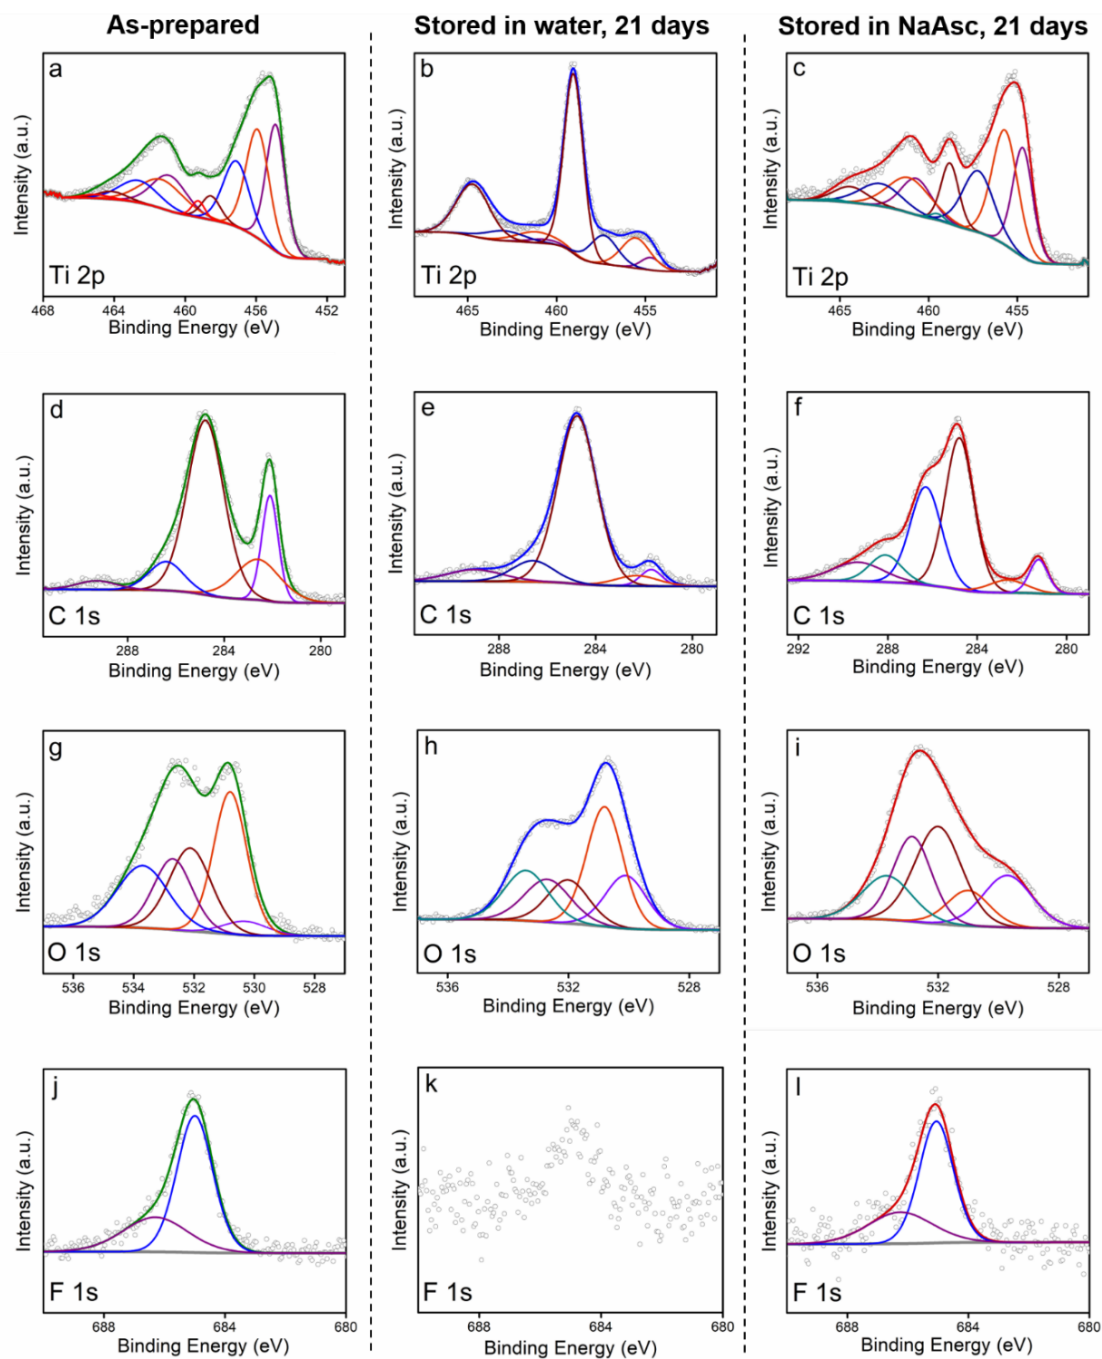 As-prepared
Stored in water, 21 days
Stored in NaAsc, 21 days
a
Intensity (a.u.)
Ti 2p
468 464 460 456 452
Binding Energy (eV)
b
Intensity (a.u.)
Ti 2p
465 460 455
Binding Energy (eV)
c
Intensity (a.u.)
Ti 2p
465 460 455
Binding Energy (eV)
d
Intensity (a.u.)
C 1s
288 284 280
Binding Energy (eV)
e
Intensity (a.u.)
C 1s
288 284 280
Binding Energy (eV)
f
Intensity (a.u.)
C 1s
292 288 284 280
Binding Energy (eV)
g
Intensity (a.u.)
O 1s
536 534 532 530 528
Binding Energy (eV)
h
Intensity (a.u.)
O 1s
536 532 528
Binding Energy (eV)
i
Intensity (a.u.)
O 1s
536 532 528
Binding Energy (eV)
j
Intensity (a.u.)
F 1s
688 684 680
Binding Energy (eV)
k
Intensity (a.u.)
F 1s
688 684 680
Binding Energy (eV)
l
Intensity (a.u.)
F 1s
688 684 680
Binding Energy (eV)